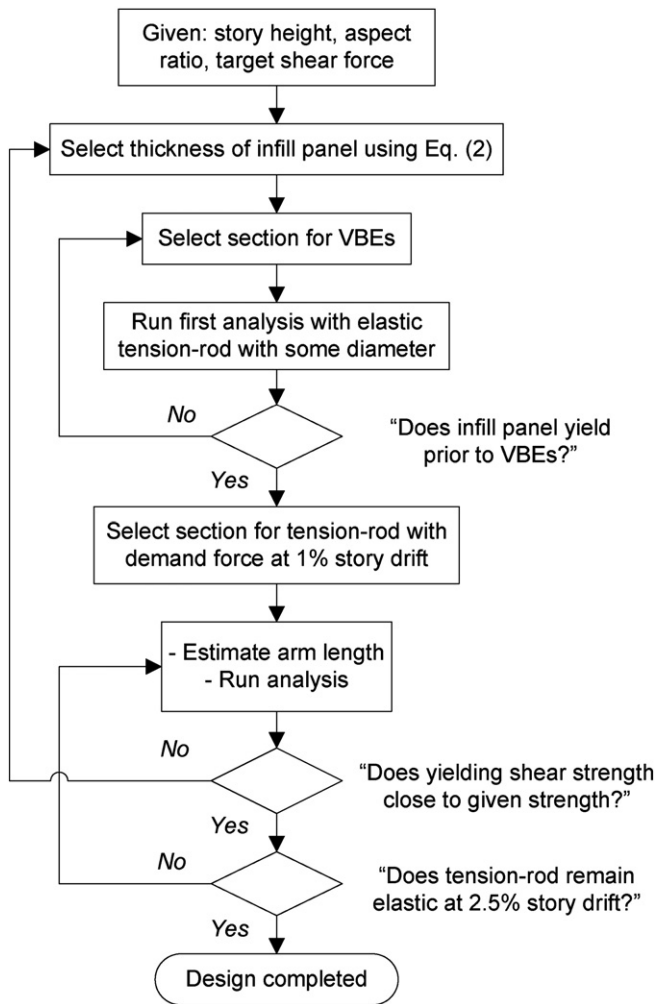 Given: story height, aspect
ratio, target shear force
Select thickness of infill panel using Eq. (2)
Select section for VBEs
Run first analysis with elastic
tension-rod with some diameter
No
“Does infill panel yield
prior to VBEs?”
Yes
Select section for tension-rod with
demand force at 1% story drift
- Estimate arm length
- Run analysis
No
“Does yielding shear strength
close to given strength?”
Yes
No
“Does tension-rod remain
elastic at 2.5% story drift?”
Yes
Design completed